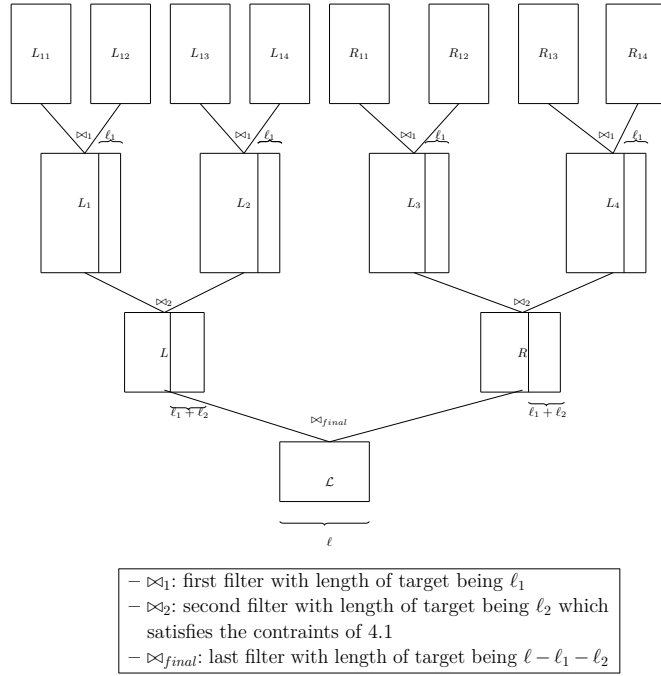 L₁₁ L₁₂ L₁₃ L₁₄ R₁₁ R₁₂ R₁₃ R₁₄
⋈₁ ℓ₁ ⋈₁ ℓ₁ ⋈₁ ℓ₁ ⋈₁ ℓ₁
L₁ L₂ L₃ L₄
⋈₂ ⋈₂
L R
ℓ₁ + ℓ₂ ℓ₁ + ℓ₂
⋈_{final}
ℒ
ℓ
– ⋈₁: first filter with length of target being ℓ₁
– ⋈₂: second filter with length of target being ℓ₂ which
satisfies the contraints of 4.1
– ⋈_{final}: last filter with length of target being ℓ − ℓ₁ − ℓ₂